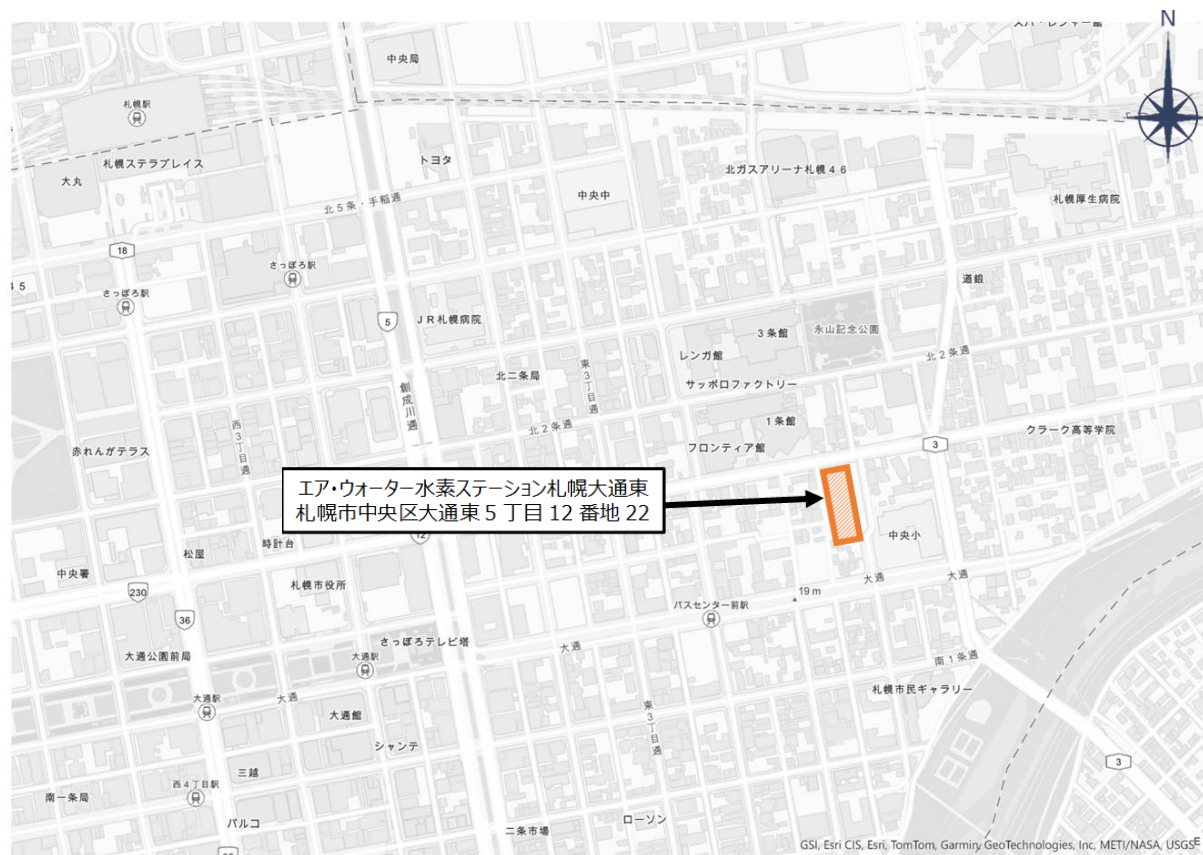 N
スパ・レジャー館
中央局
札幌駅
札幌ステラプレイス
大丸
トヨタ
中央中
北ガスアリーナ札幌46
札幌厚生病院
北5条・手稲通
18
さっぽろ駅
さっぽろ駅
45
道銀
5
JR札幌病院
3条館
永山記念公園
レンガ館
北2条通
北二条局
東3丁目通
サッポロファクトリー
創成川通
1条館
西3丁目通
北2条通
フロンティア館
3
クラーク高等学院
赤れんがテラス
エア・ウォーター水素ステーション札幌大通東
札幌市中央区大通東5丁目12番地22
12
時計台
松屋
中央小
中央署
札幌市役所
230
大通
大通
19 m
36
バスセンター前駅
さっぽろテレビ塔
大通
大通公園前局
大通駅
南1条通
大通駅
大通
札幌市民ギャラリー
大通館
東3丁目通
シャンテ
3
三越
西4丁目駅
南一条局
パルコ
二条市場
ローソン
GSI, Esri CIS, Esri, TomTom, Garmin, GeoTechnologies, Inc, METI/NASA, USGS